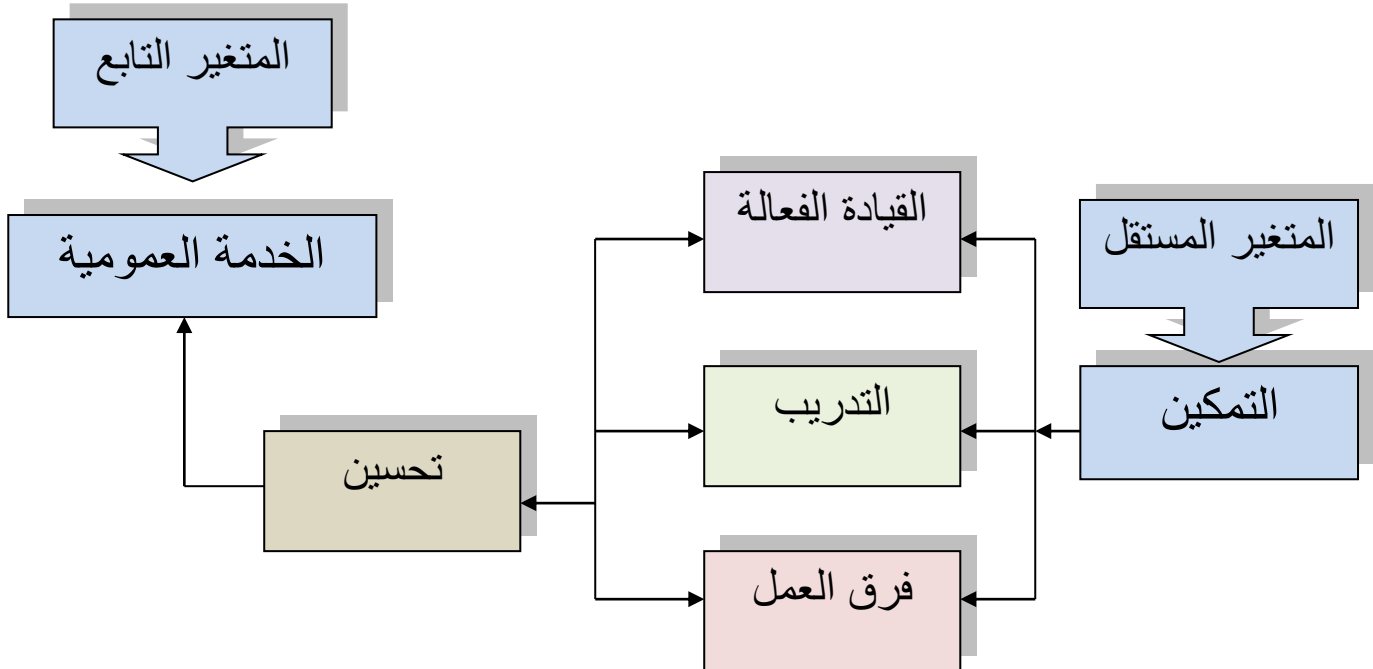 المتغير المستقل
التمكين
القيادة الفعالة
التدريب
فرق العمل
تحسين
المتغير التابع
الخدمة العمومية